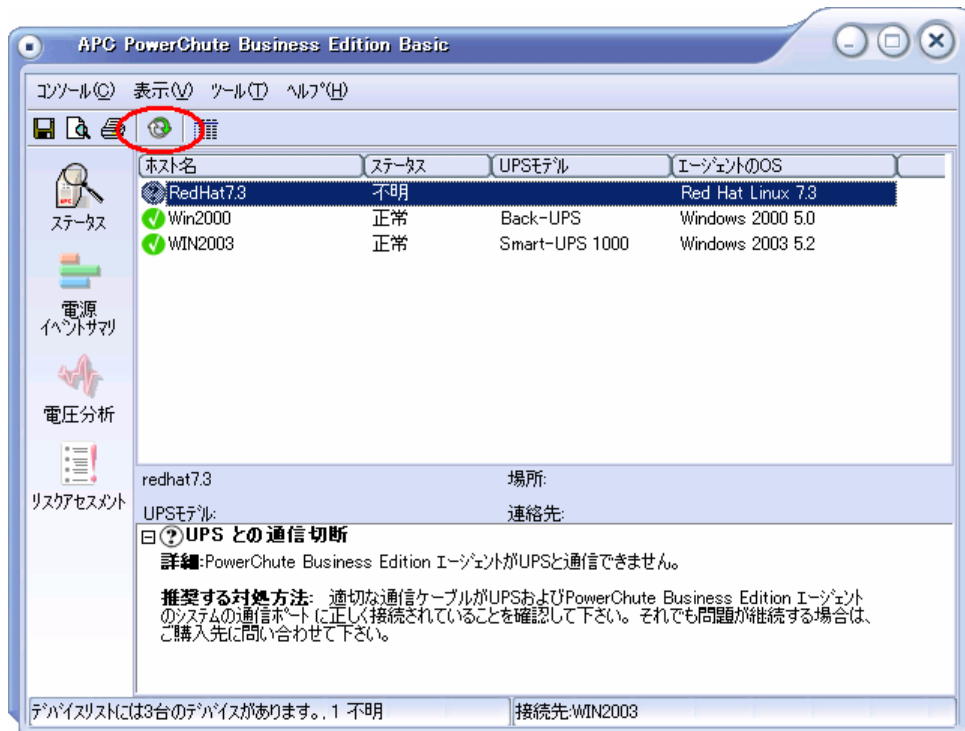 APC PowerChute Business Edition Basic
コンソール(C) 表示(V) ツール(T) ヘルプ(H)
ホスト名 ステータス UPSモデル エージェントのOS
RedHat7.3 不明 Red Hat Linux 7.3
Win2000 正常 Back-UPS Windows 2000 5.0
WIN2003 正常 Smart-UPS 1000 Windows 2003 5.2
ステータス
電源
イベントサマリ
電圧分析
リスクアセスメント
redhat7.3 場所:
UPSモデル: 連絡先:
UPS との通信切断
詳細:PowerChute Business Edition エージェントがUPSと通信できません。
推奨する対処方法: 適切な通信ケーブルがUPSおよびPowerChute Business Edition エージェント
のシステムの通信ポートに正しく接続されていることを確認して下さい。それでも問題が継続する場合は、
ご購入先に問い合わせて下さい。
デバイスリストには3台のデバイスがあります。, 1 不明 接続先:WIN2003